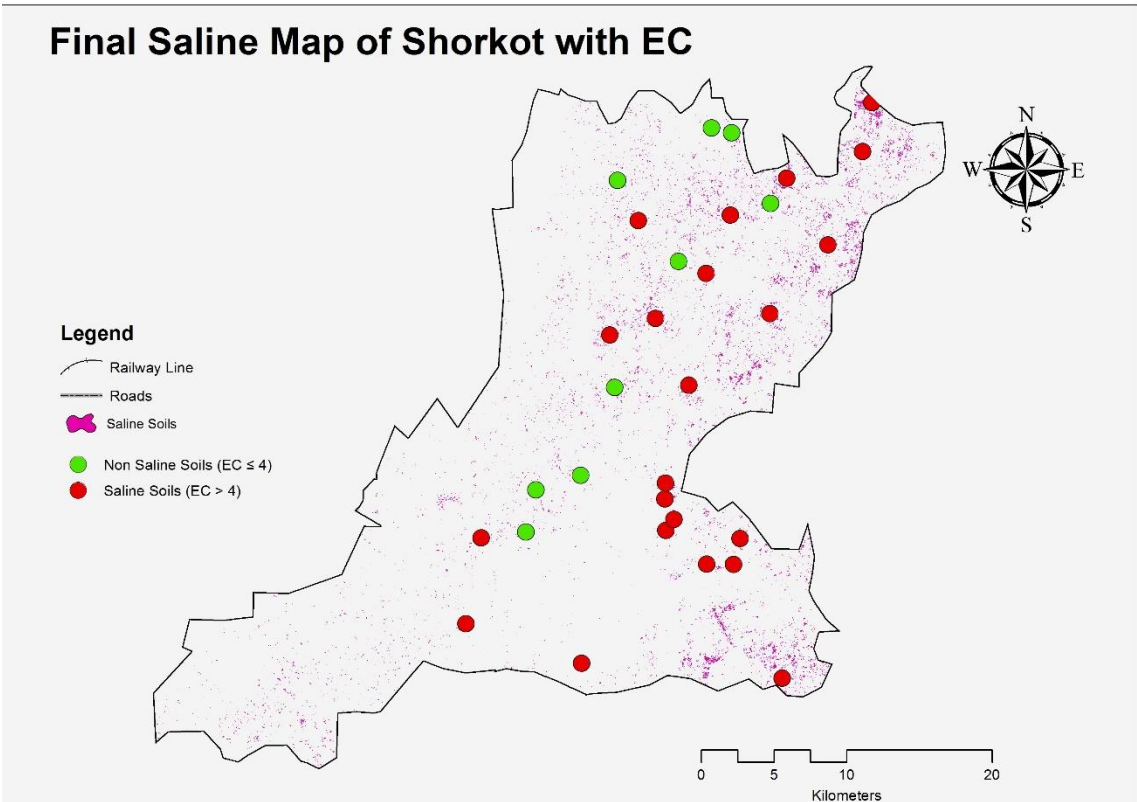 Final Saline Map of Shorkot with EC
N
W
E
S
Legend
Railway Line
Roads
Saline Soils
Non Saline Soils (EC ≤ 4)
Saline Soils (EC > 4)
0 5 10 20
Kilometers